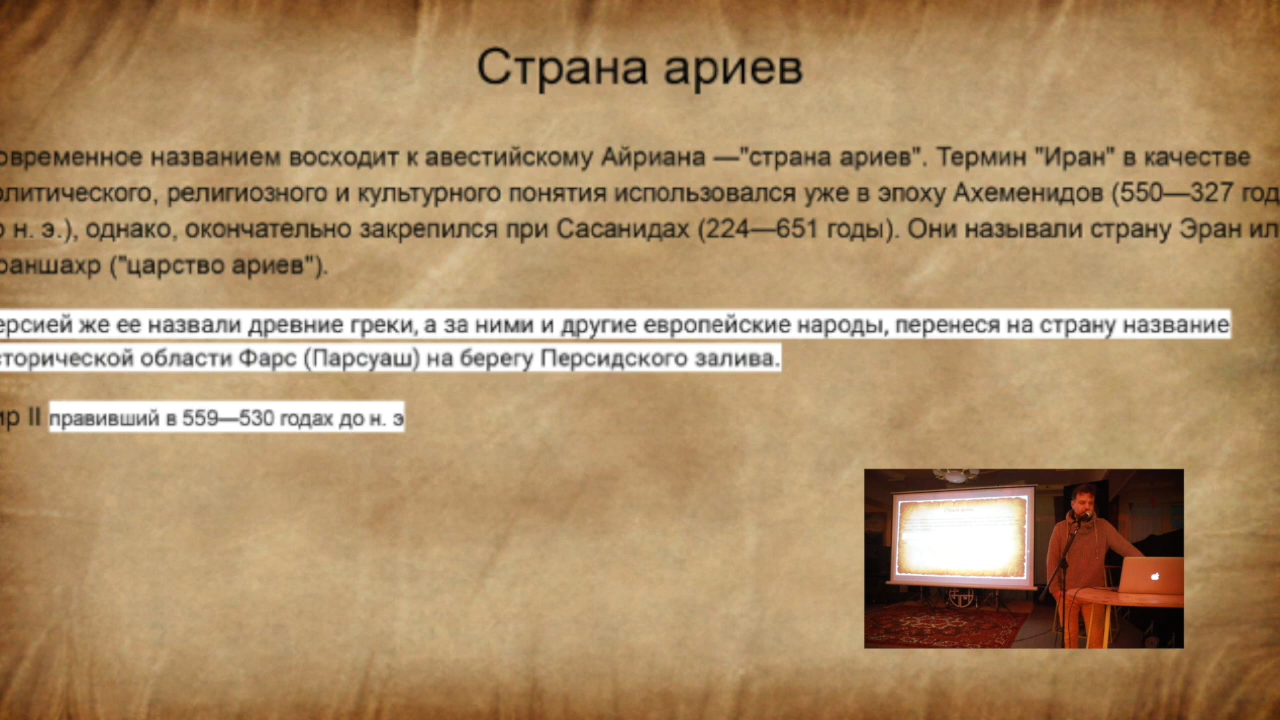 Страна ариев
овременное названием восходит к авестийскому Айриана —"страна ариев". Термин "Иран" в качестве
олитического, религиозного и культурного понятия использовался уже в эпоху Ахеменидов (550—327 год
о н. э.), однако, окончательно закрепился при Сасанидах (224—651 годы). Они называли страну Эран ил
раншахр ("царство ариев").
ерсией же ее назвали древние греки, а за ними и другие европейские народы, перенеся на страну название
сторической области Фарс (Парсуаш) на берегу Персидского залива.
ир II правивший в 559—530 годах до н. э